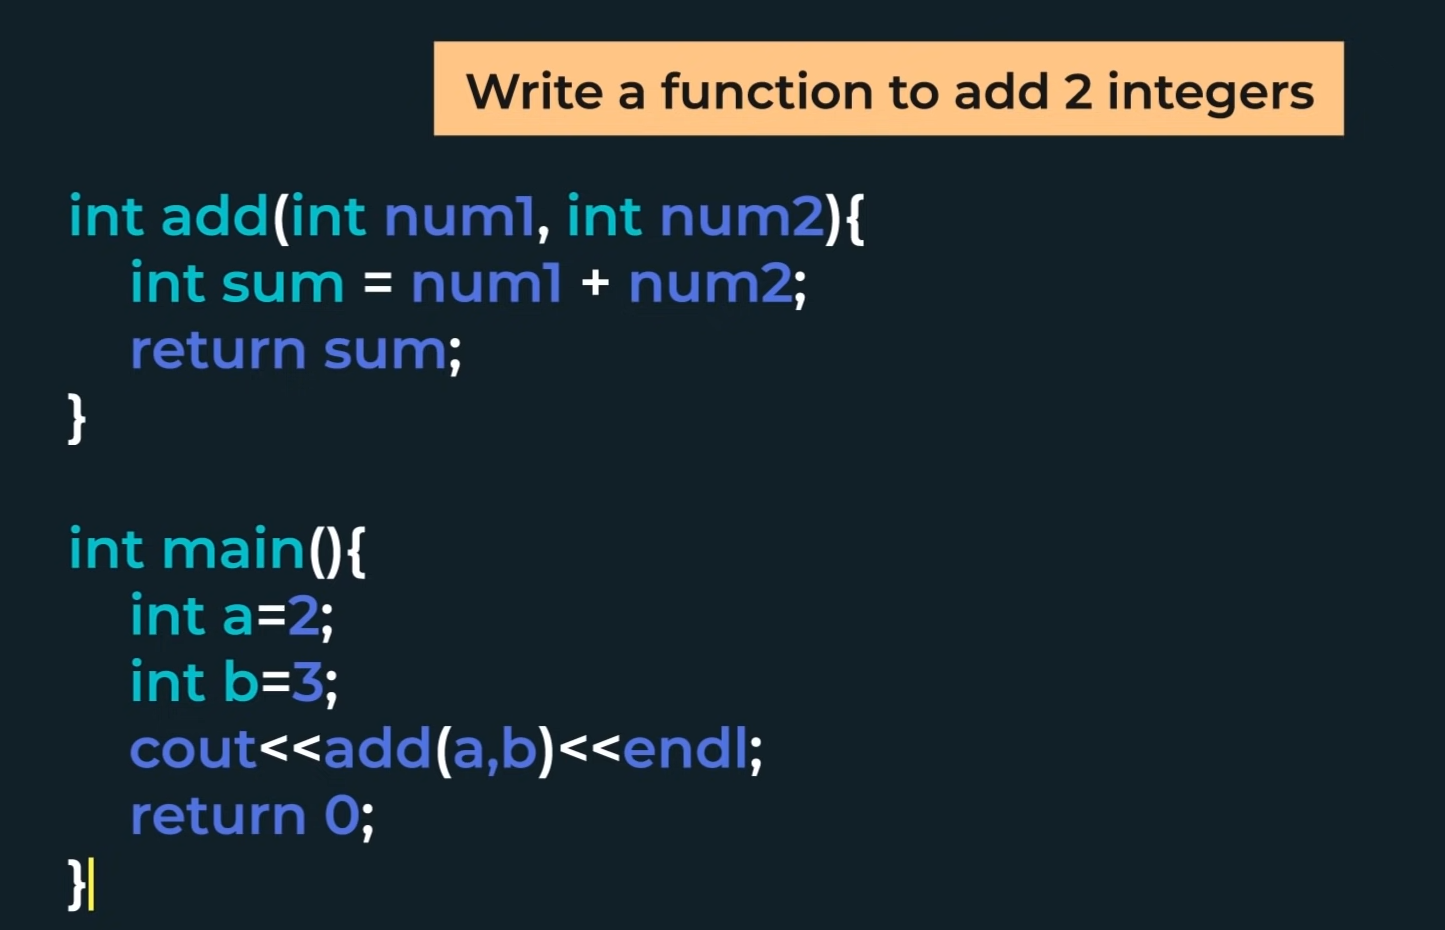 Write a function to add 2 integers
int add(int num1, int num2){
int sum = num1 + num2;
return sum;
}
int main(){
int a=2;
int b=3;
cout<<add(a,b)<<endl;
return 0;
}